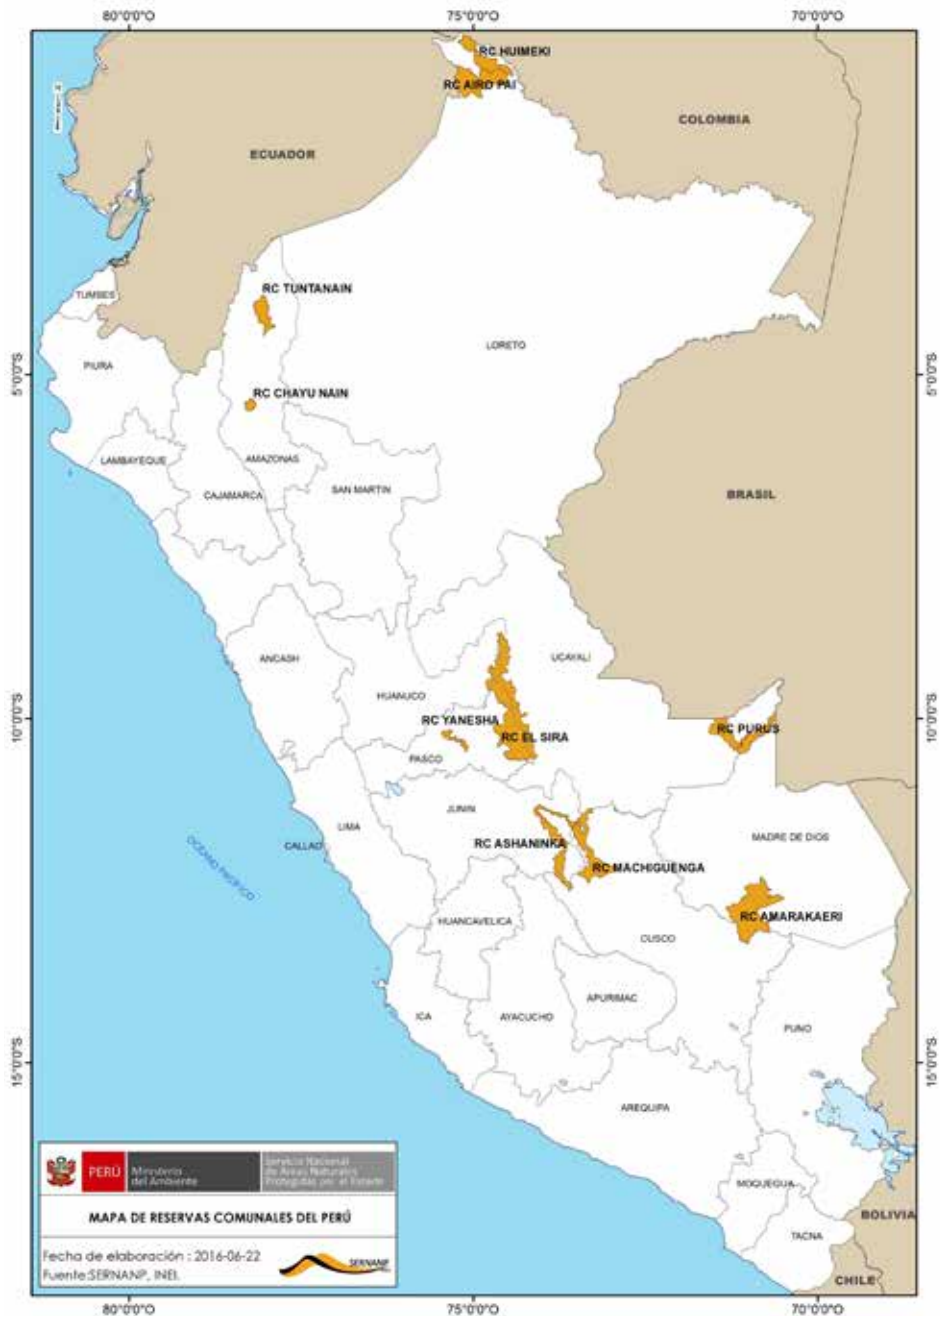 80°0'0"O 75°0'0"O 70°0'0"O
RC HUIMEKI
RC AIRO PAI
COLOMBIA
ECUADOR
RC TUNTANAIN
TUMBES
LORETO
PIURA
5°0'0"S 5°0'0"S
RC CHAYU NAIN
LAMBAYEQUE
AMAZONAS
CAJAMARCA
SAN MARTIN
BRASIL
ANCASH
UCAYALI
HUANUCO
RC YANESHA
RC EL SIRA
RC PURUS
10°0'0"S 10°0'0"S
PASCO
JUNIN
LIMA
MADRE DE DIOS
CALLAO
RC ASHANINKA
RC MACHIGUENGA
OCEANO PACÍFICO
RC AMARAKAERI
HUANCAVELICA
CUSCO
APURIMAC
ICA
AYACUCHO
PUNO
15°0'0"S 15°0'0"S
AREQUIPA
MOQUEGUA
BOLIVIA
TACNA
CHILE
PERÚ
Ministerio
del Ambiente
Servicio Nacional
de Áreas Naturales
Protegidas por el Estado
MAPA DE RESERVAS COMUNALES DEL PERÚ
Fecha de elaboración : 2016-06-22
Fuente:SERNANP, INEI.
SERNANP
80°0'0"O 75°0'0"O 70°0'0"O